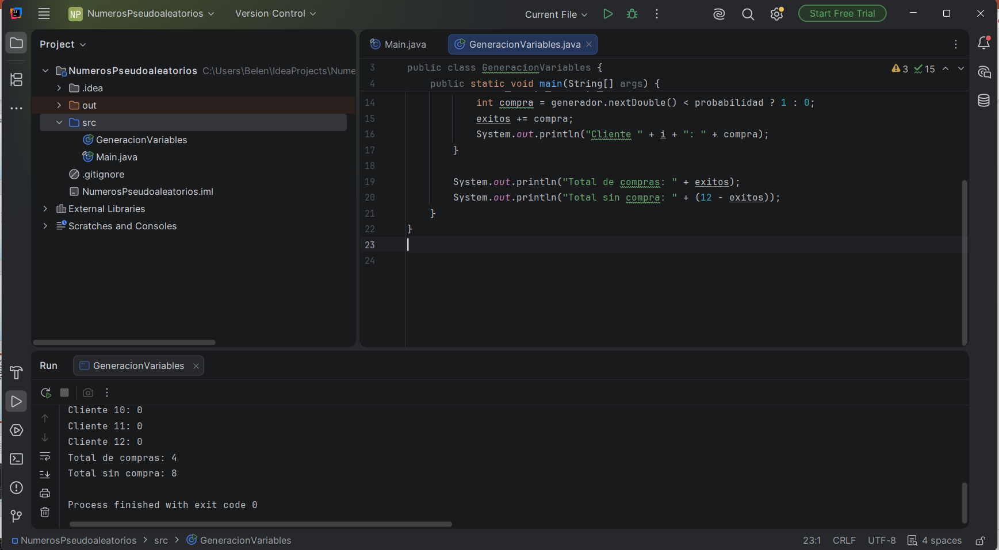 NP NumerosPseudoaleatorios Version Control Current File Start Free Trial
Project
NumerosPseudoaleatorios C:\Users\Belen\IdeaProjects\Nume
.idea
out
src
GeneracionVariables
Main.java
.gitignore
NumerosPseudoaleatorios.iml
External Libraries
Scratches and Consoles
Main.java GeneracionVariables.java
3 public class GeneracionVariables { 3 15
4 public static void main(String[] args) {
14 int compra = generador.nextDouble() < probabilidad ? 1 : 0;
15 exitos += compra;
16 System.out.println("Cliente " + i + ": " + compra);
17 }
18
19 System.out.println("Total de compras: " + exitos);
20 System.out.println("Total sin compra: " + (12 - exitos));
21 }
22 }
23
24
Run GeneracionVariables
Cliente 10: 0
Cliente 11: 0
Cliente 12: 0
Total de compras: 4
Total sin compra: 8
Process finished with exit code 0
NumerosPseudoaleatorios > src > GeneracionVariables 23:1 CRLF UTF-8 4 spaces